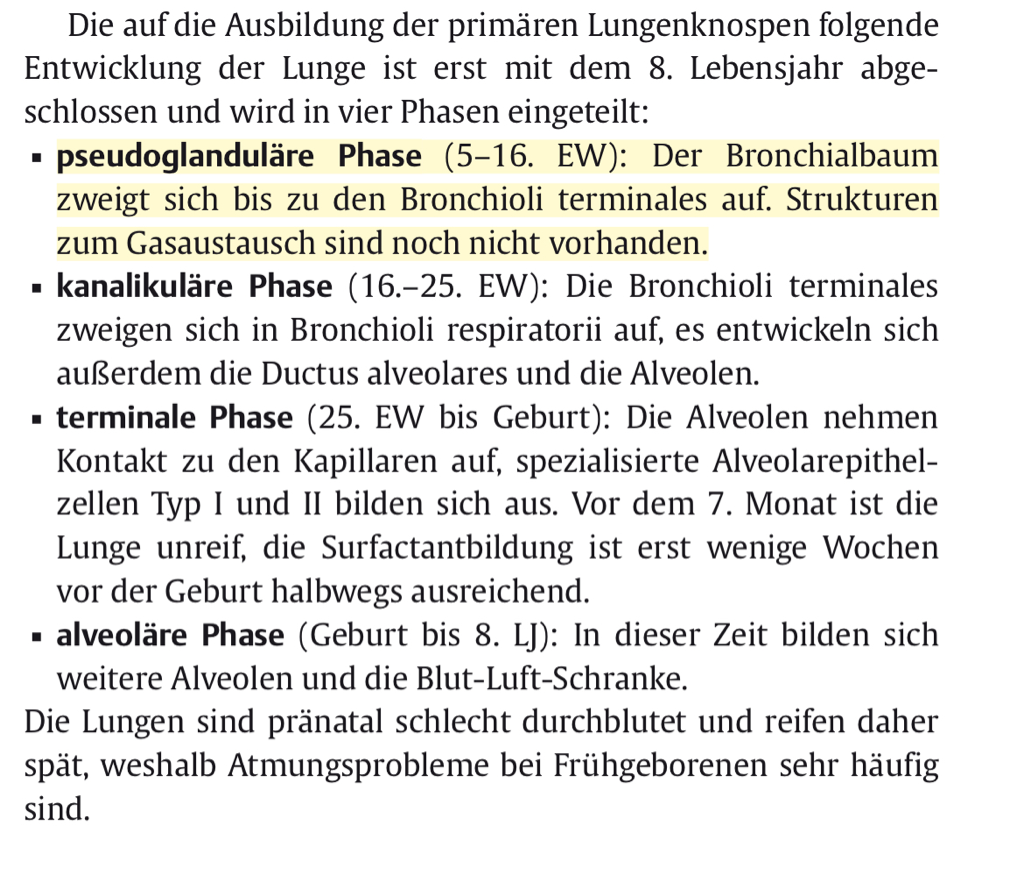 Die auf die Ausbildung der primären Lungenknospen folgende
Entwicklung der Lunge ist erst mit dem 8. Lebensjahr abge-
schlossen und wird in vier Phasen eingeteilt:
▪ pseudoglanduläre Phase (5–16. EW): Der Bronchialbaum
zweigt sich bis zu den Bronchioli terminales auf. Strukturen
zum Gasaustausch sind noch nicht vorhanden.
▪ kanalikuläre Phase (16.–25. EW): Die Bronchioli terminales
zweigen sich in Bronchioli respiratorii auf, es entwickeln sich
außerdem die Ductus alveolares und die Alveolen.
▪ terminale Phase (25. EW bis Geburt): Die Alveolen nehmen
Kontakt zu den Kapillaren auf, spezialisierte Alveolarepithel-
zellen Typ I und II bilden sich aus. Vor dem 7. Monat ist die
Lunge unreif, die Surfactantbildung ist erst wenige Wochen
vor der Geburt halbwegs ausreichend.
▪ alveoläre Phase (Geburt bis 8. LJ): In dieser Zeit bilden sich
weitere Alveolen und die Blut-Luft-Schranke.
Die Lungen sind pränatal schlecht durchblutet und reifen daher
spät, weshalb Atmungsprobleme bei Frühgeborenen sehr häufig
sind.